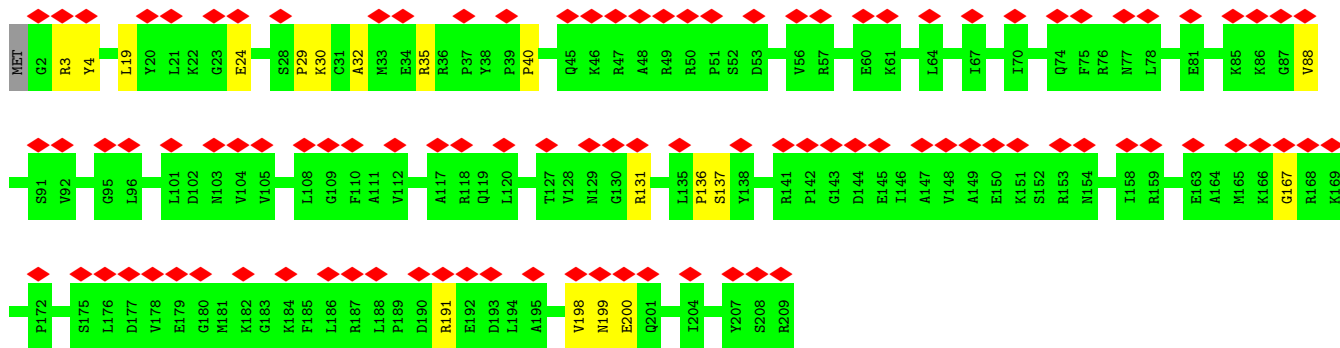 MET G2 R3 Y4 L19 Y20 L21 K22 G23 E24 S28 P29 K30 C31 A32 M33 E34 R35 R36 P37 Y38 P39 P40 Q45 K46 R47 A48 R49 R50 P51 S52 D53 V56 R57 E60 K61 L64 I67 I70 Q74 F75 R76 N77 L78 E81 K85 K86 G87 V88
S91 V92 G95 L96 L101 D102 N103 V104 V105 L108 G109 F110 A111 V112 A117 R118 Q119 L120 T127 V128 N129 G130 R131 L135 P136 S137 Y138 R141 P142 G143 D144 E145 I146 A147 V148 A149 E150 K151 S152 R153 N154 I158 R159 E163 A164 M165 K166 G167 R168 K169
P172 S175 L176 D177 V178 E179 G180 M181 K182 G183 K184 F185 L186 R187 L188 P189 D190 R191 E192 D193 L194 A195 V198 N199 E200 Q201 I204 Y207 S208 R209